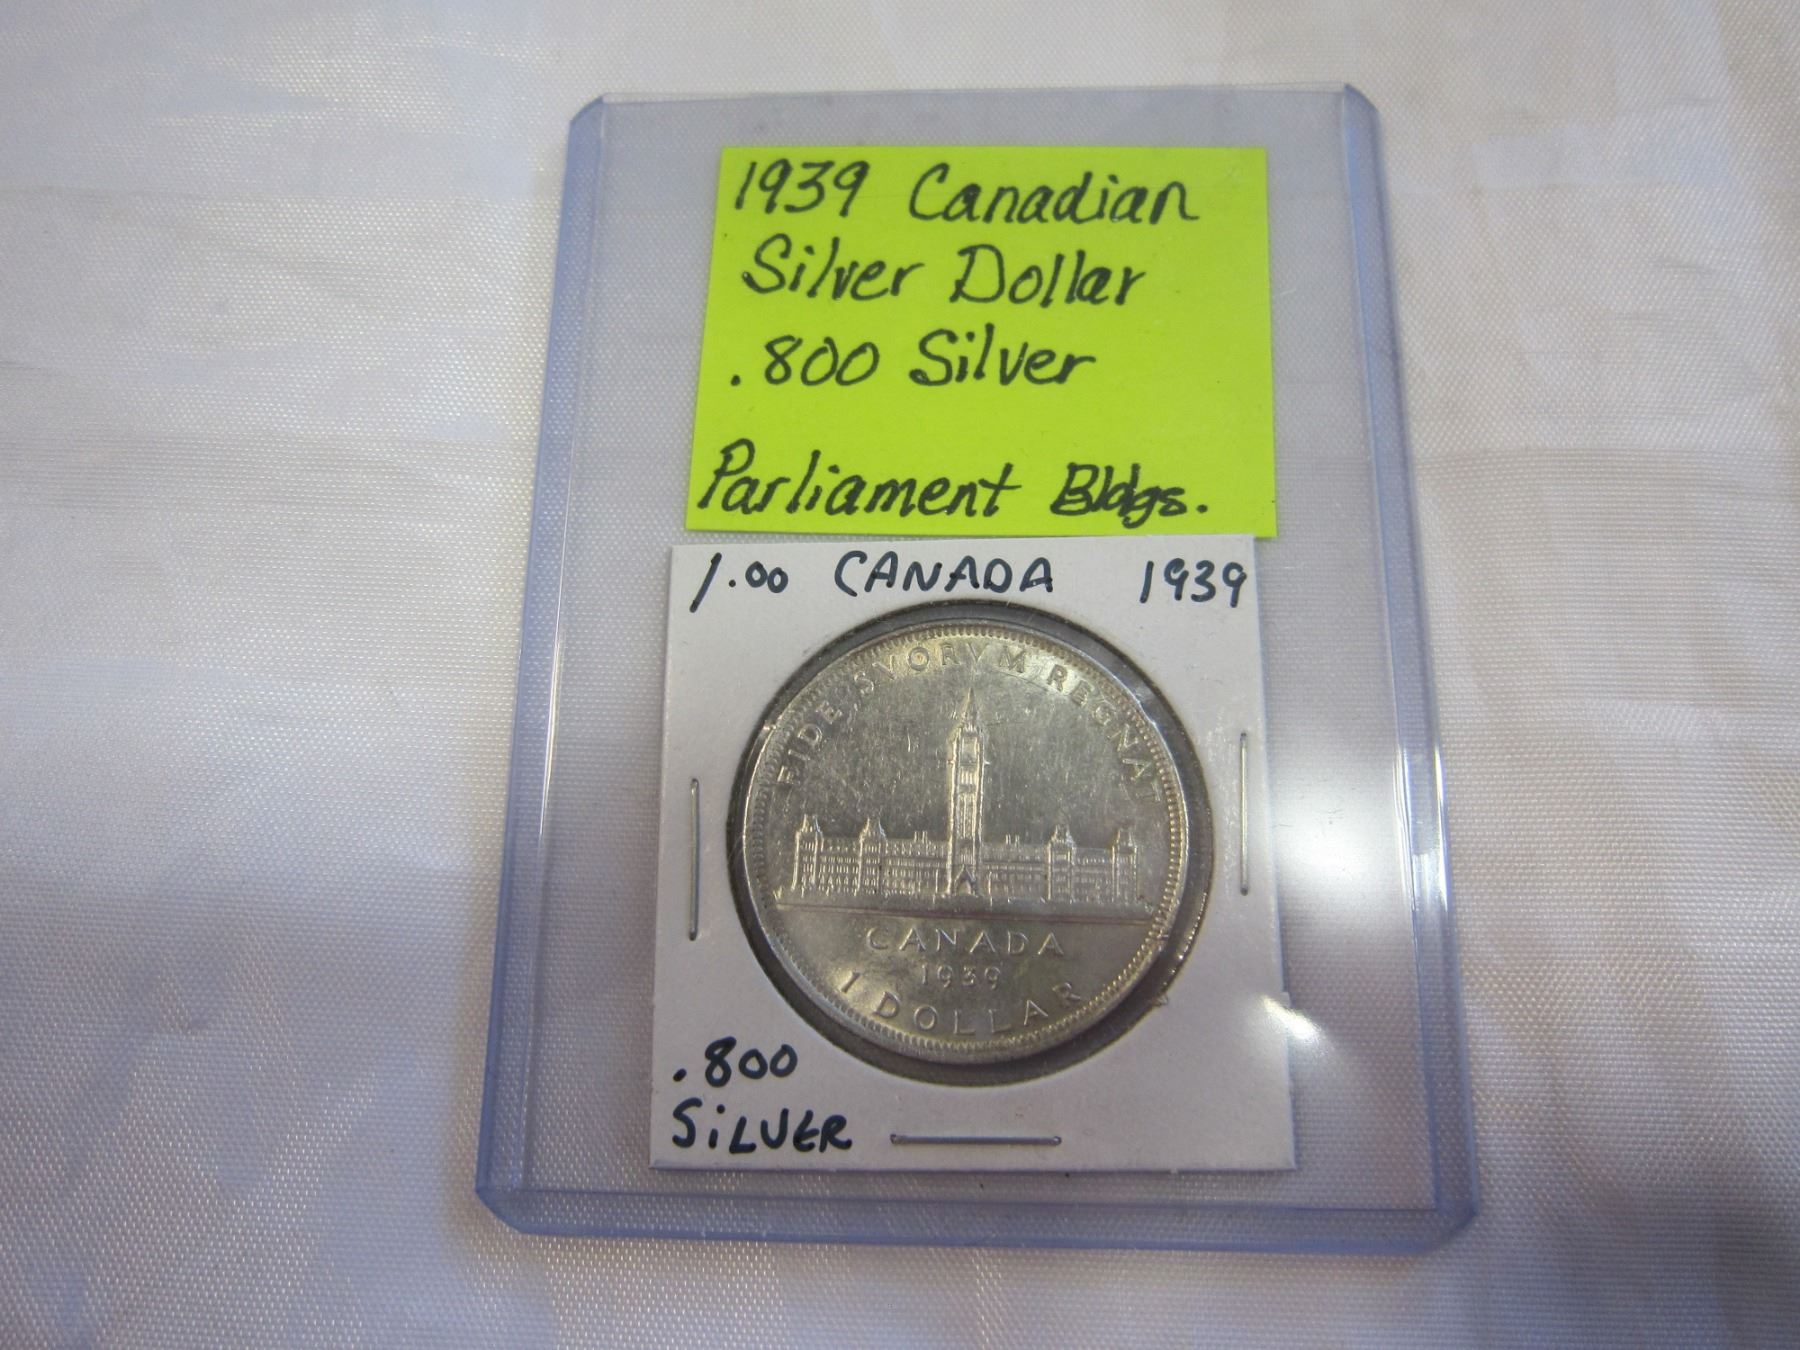 1939 Canadian
Silver Dollar
.800 Silver
Parliament Bldgs.
1.00 CANADA 1939
FIDE SVORVM REGNAT
CANADA
1939
1 DOLLAR
.800
SiLVER